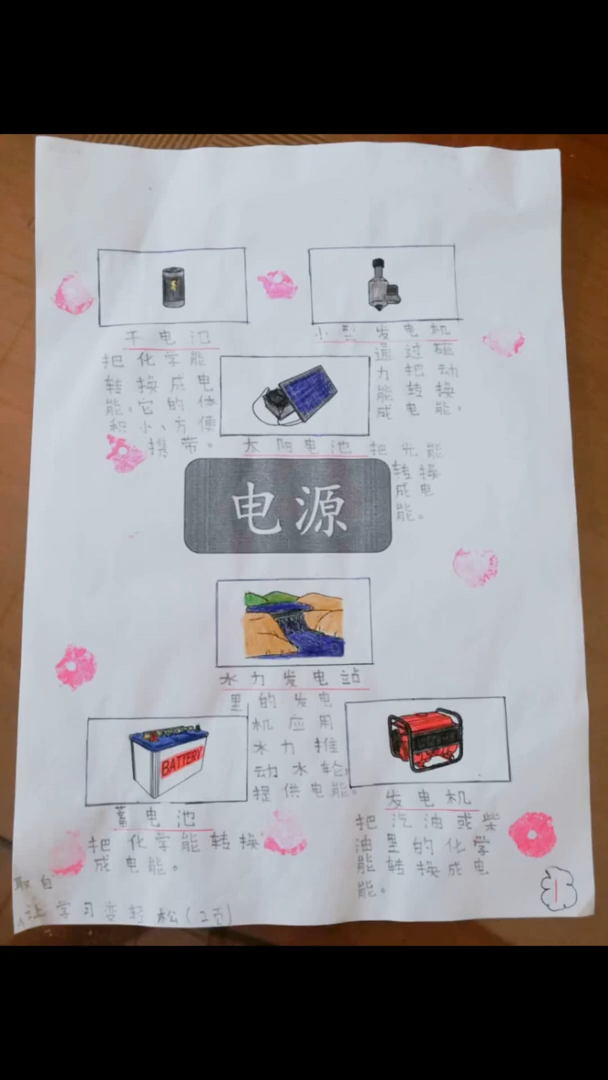 干电池
把化学能
转换成电
能，它的体
积小，方便
携带。
小型发电机
通过磁
力把动
能转换
成电能，
太阳电池把光能
转换
成电
能。
电源
水力发电站
里的发电
机应用
水力推
动水轮，
提供电能。
BATTERY
蓄电池
把化学能转换
成电能。
发电机
把汽油或柴
油里的化学
能转换成电
能。
取自
《让学习变轻松(2页)
1